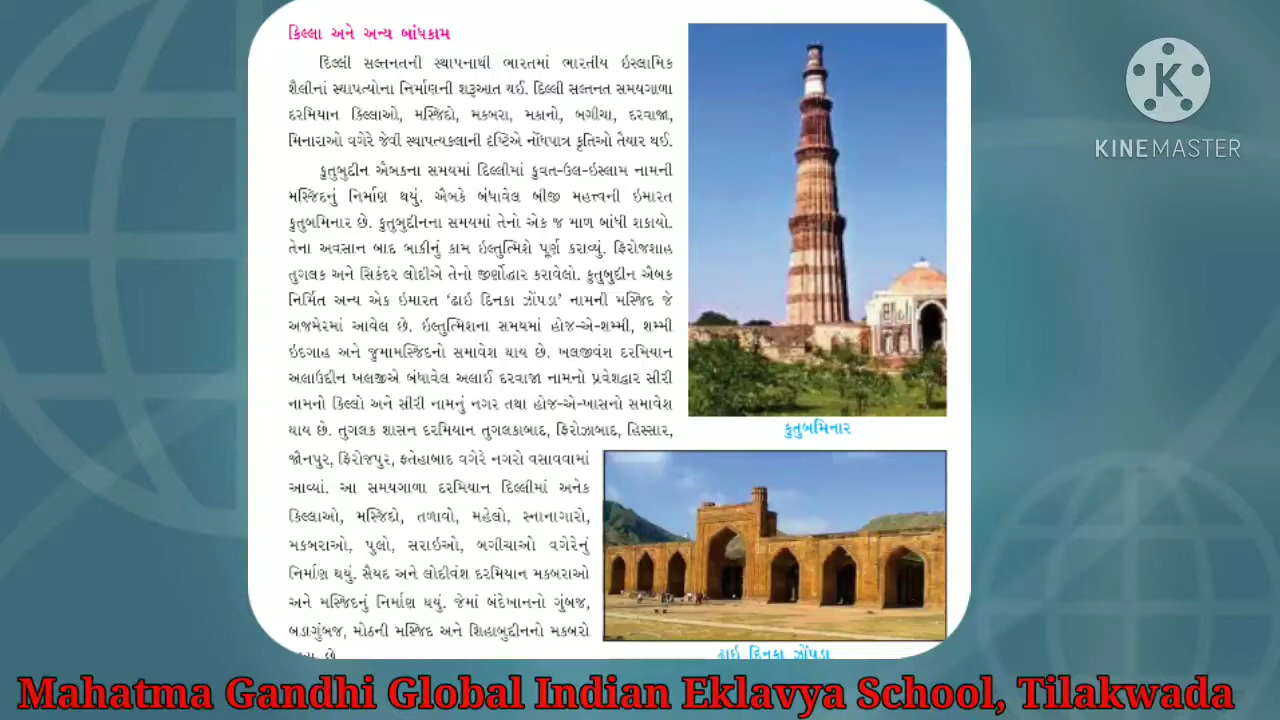 કિલ્લા અને અન્ય બાંધકામ
દિલ્લી સલ્તનતની સ્થાપનાથી ભારતમાં ભારતીય ઇસ્લામિક
શૈલીનાં સ્થાપત્યોના નિર્માણની શરૂઆત થઈ. દિલ્લી સલ્તનત સમયગાળા
દરમિયાન કિલ્લાઓ, મસ્જિદો, મકબરા, મકાનો, બગીચા, દરવાજા,
મિનારાઓ વગેરે જેવી સ્થાપત્યકલાની દૃષ્ટિએ નોંધપાત્ર કૃતિઓ તૈયાર થઈ.
કુતુબુદ્દીન ઐબકના સમયમાં દિલ્લીમાં કુવત-ઉલ-ઇસ્લામ નામની
મસ્જિદનું નિર્માણ થયું. ઐબકે બંધાવેલ બીજી મહત્ત્વની ઇમારત
કુતુબમિનાર છે. કુતુબુદ્દીનના સમયમાં તેનો એક જ માળ બાંધી શકાયો.
તેના અવસાન બાદ બાકીનું કામ ઇલ્તુત્મિશે પૂર્ણ કરાવ્યું. ફિરોજશાહ
તુગલક અને સિકંદર લોદીએ તેનો જીર્ણોદ્ધાર કરાવેલો. કુતુબુદ્દીન ઐબક
નિર્મિત અન્ય એક ઇમારત ‘ઢાઇ દિનકા ઝોંપડા’ નામની મસ્જિદ જે
અજમેરમાં આવેલ છે. ઇલ્તુત્મિશના સમયમાં હોજ-એ-શમ્મી, શમ્મી
ઇદગાહ અને જુમામસ્જિદનો સમાવેશ થાય છે. ખલજીવંશ દરમિયાન
અલાઉદ્દીન ખલજીએ બંધાવેલ અલાઈ દરવાજા નામનો પ્રવેશદ્વાર સીરી
નામનો કિલ્લો અને સીરી નામનું નગર તથા હોજ-એ-ખાસનો સમાવેશ
થાય છે. તુગલક શાસન દરમિયાન તુગલકાબાદ, ફિરોઝાબાદ, હિસ્સાર,
જૌનપુર, ફિરોજપુર, ફતેહાબાદ વગેરે નગરો વસાવવામાં
આવ્યાં. આ સમયગાળા દરમિયાન દિલ્લીમાં અનેક
કિલ્લાઓ, મસ્જિદો, તળાવો, મહેલો, સ્નાનાગારો,
મકબરાઓ, પુલો, સરાઇઓ, બગીચાઓ વગેરેનું
નિર્માણ થયું. સૈયદ અને લોદીવંશ દરમિયાન મકબરાઓ
અને મસ્જિદનું નિર્માણ થયું. જેમાં બંદેખાનનો ગુંબજ,
બડાગુંબજ, મોઠની મસ્જિદ અને શિહાબુદ્દીનનો મકબરો
છે.
કુતુબમિનાર
ઢાઇ દિનકા ઝોંપડા
K
KINEMASTER
Mahatma Gandhi Global Indian Eklavya School, Tilakwada